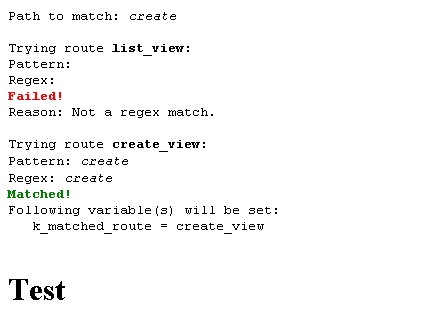 Path to match: create
Trying route list_view:
Pattern:
Regex:
Failed!
Reason: Not a regex match.
Trying route create_view:
Pattern: create
Regex: create
Matched!
Following variable(s) will be set:
k_matched_route = create_view
Test